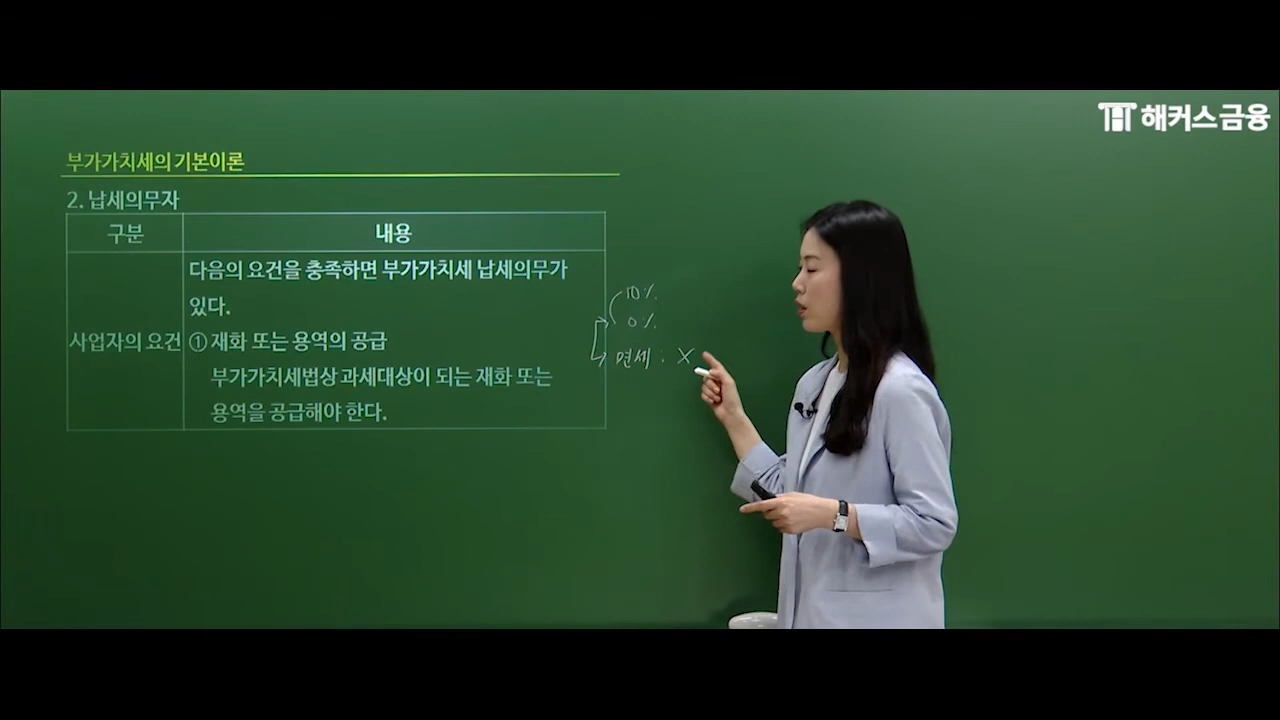 해커스금융
부가가치세의 기본이론
2. 납세의무자
구분
내용
사업자의 요건
다음의 요건을 충족하면 부가가치세 납세의무가
있다.
① 재화 또는 용역의 공급
부가가치세법상 과세대상이 되는 재화 또는
용역을 공급해야 한다.
10%
0%
면세 : X